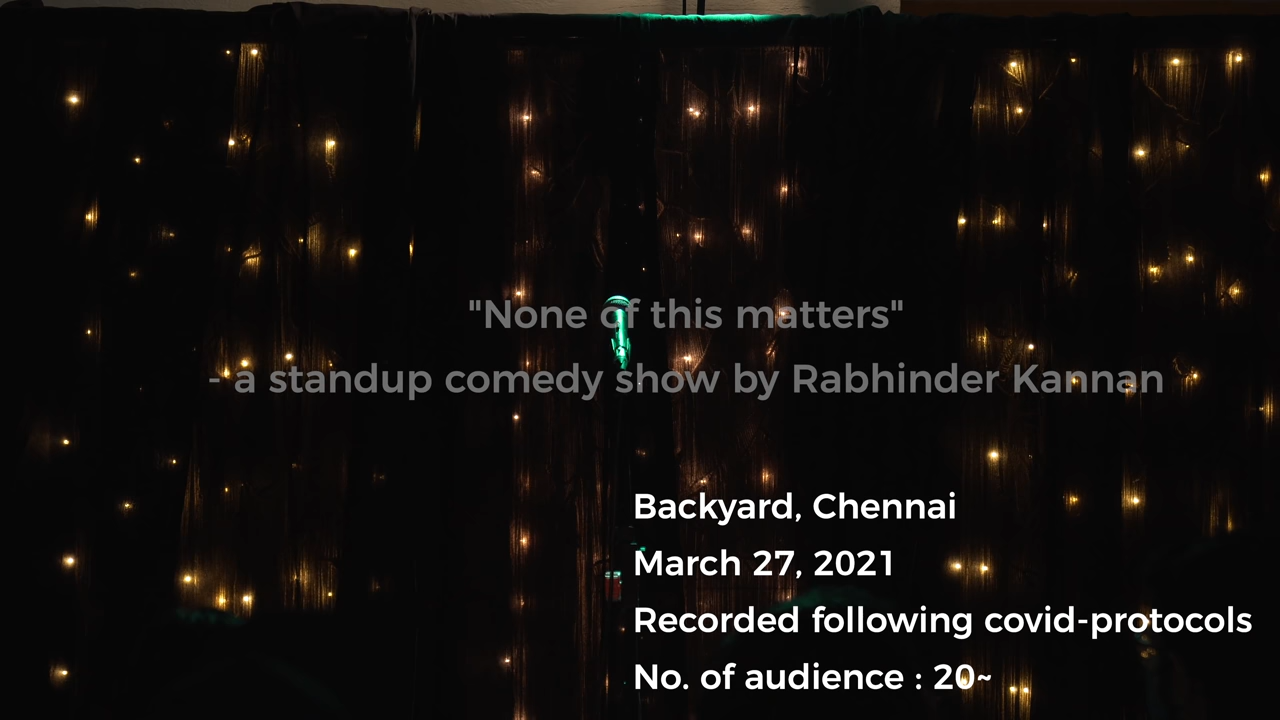 "None of this matters"
- a standup comedy show by Rabhinder Kannan
Backyard, Chennai
March 27, 2021
Recorded following covid-protocols
No. of audience : 20~